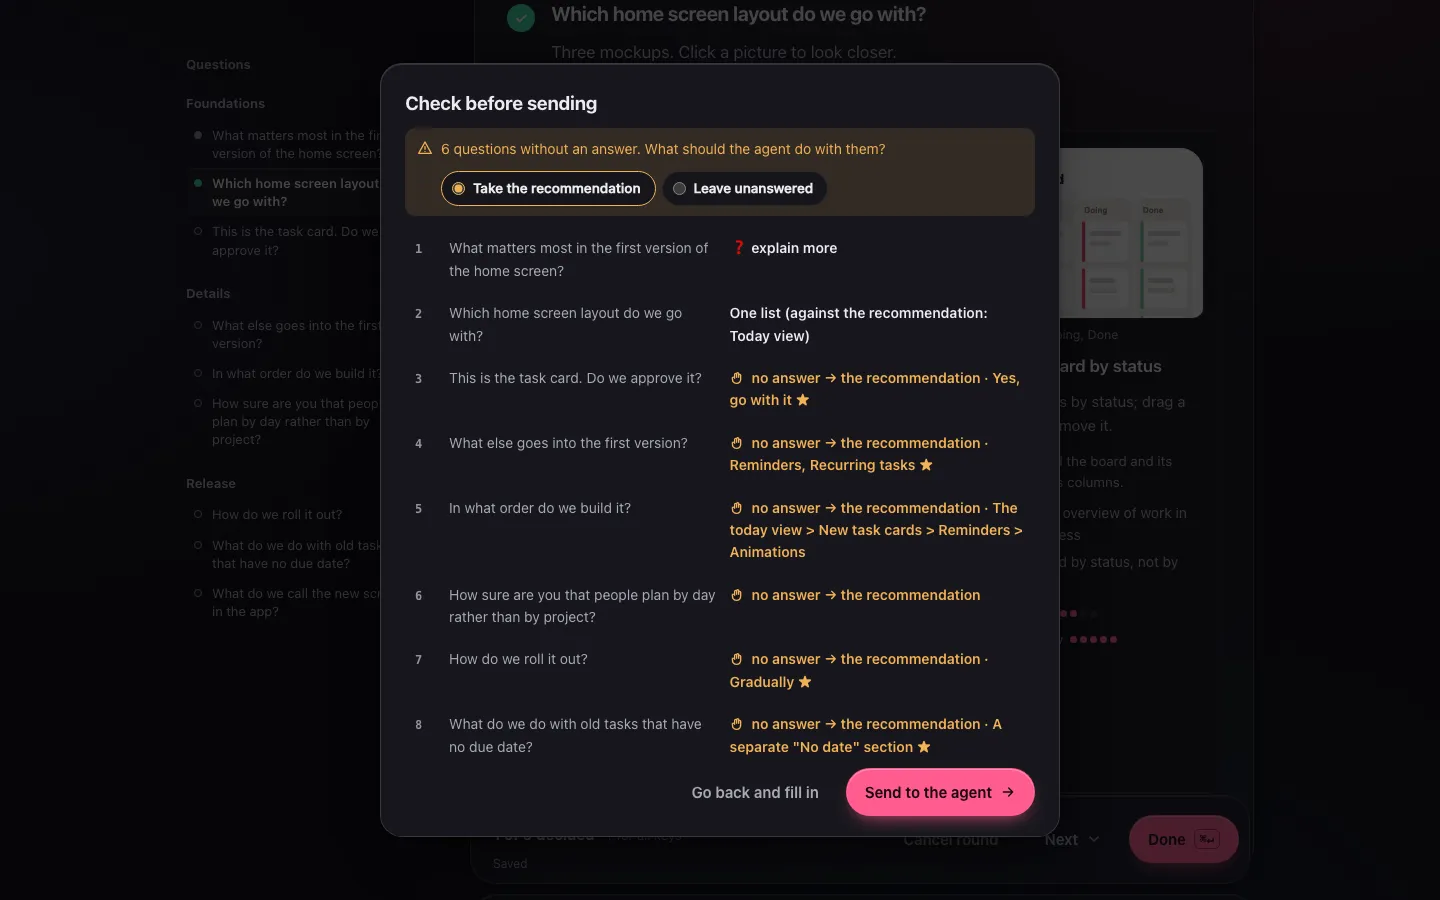 Which home screen layout do we go with?
Three mockups. Click a picture to look closer.
Questions
Foundations
What matters most in the
version of the home screen?
Which home screen layout
we go with?
This is the task card. Do we
approve it?
Details
What else goes into the first
version?
In what order do we build it?
How sure are you that
plan by day rather than by
project?
Release
How do we roll it out?
What do we do with old
that have no due date?
What do we call the new
in the app?
Check before sending
6 questions without an answer. What should the agent do with them?
Take the recommendation
Leave unanswered
1 What matters most in the first version of
the home screen?
❓ explain more
2 Which home screen layout do we go
with?
One list (against the recommendation:
Today view)
3 This is the task card. Do we approve it?
no answer → the recommendation · Yes,
go with it ★
4 What else goes into the first version?
no answer → the recommendation ·
Reminders, Recurring tasks ★
5 In what order do we build it?
no answer → the recommendation · The
today view > New task cards > Reminders >
Animations
6 How sure are you that people plan by day
rather than by project?
no answer → the recommendation
7 How do we roll it out?
no answer → the recommendation ·
Gradually ★
8 What do we do with old tasks that have
no due date?
no answer → the recommendation · A
separate "No date" section ★
Go back and fill in
Send to the agent →
Doing
Done
Done
by status
by status; drag a
move it.
the board and its
columns.
overview of work in
by status, not by
Saved
Cancel round
Next
Done